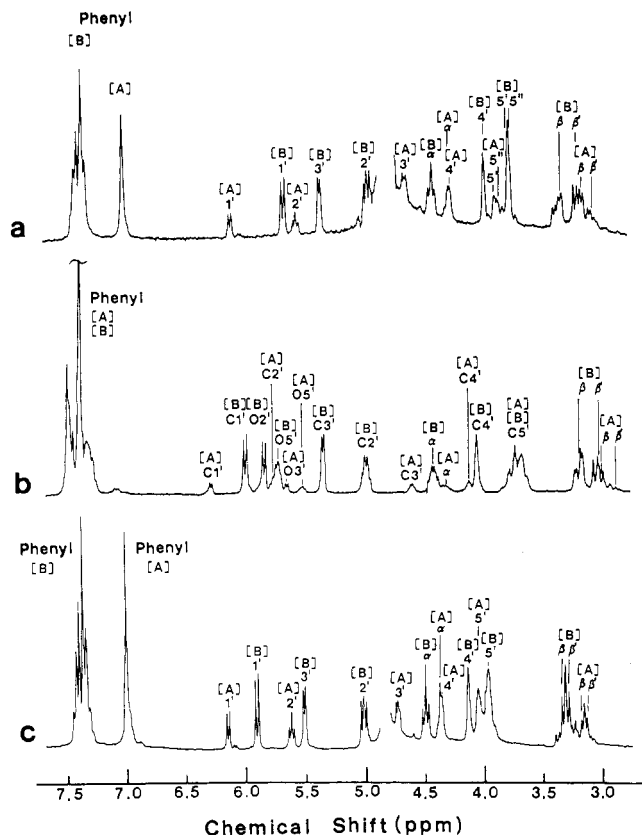 Phenyl
[B]
[A]
[A]
1'
[B]
1'
[A]
2'
[B]
3'
[B]
2'
[A]
3'
[B]
α
[A]
α
[A]
4'
[B]
4'
[A]
5'
5"
[B]
5' 5"
[B]
β β'
[A]
β β'
a
Phenyl
[A]
[B]
[A]
C1'
[B]
C1'
[B]
O2'
[A]
C2'
[B]
O5'
[A]
O3'
[A]
O5'
[B]
C3'
[B]
C2'
[A]
C3'
[B]
α
[A]
α
[A]
C4'
[B]
C4'
[A]
[B]
C5'
[B]
β β'
[A]
β β'
b
Phenyl
[B]
Phenyl
[A]
[A]
1'
[B]
1'
[A]
2'
[B]
3'
[B]
2'
[A]
3'
[B]
α
[A]
α
[A]
4'
[B]
4'
[A]
5'
[B]
5'
[B]
β β'
[A]
β β'
c
7.5 7.0 6.5 6.0 5.5 5.0 4.5 4.0 3.5 3.0
Chemical Shift (ppm)